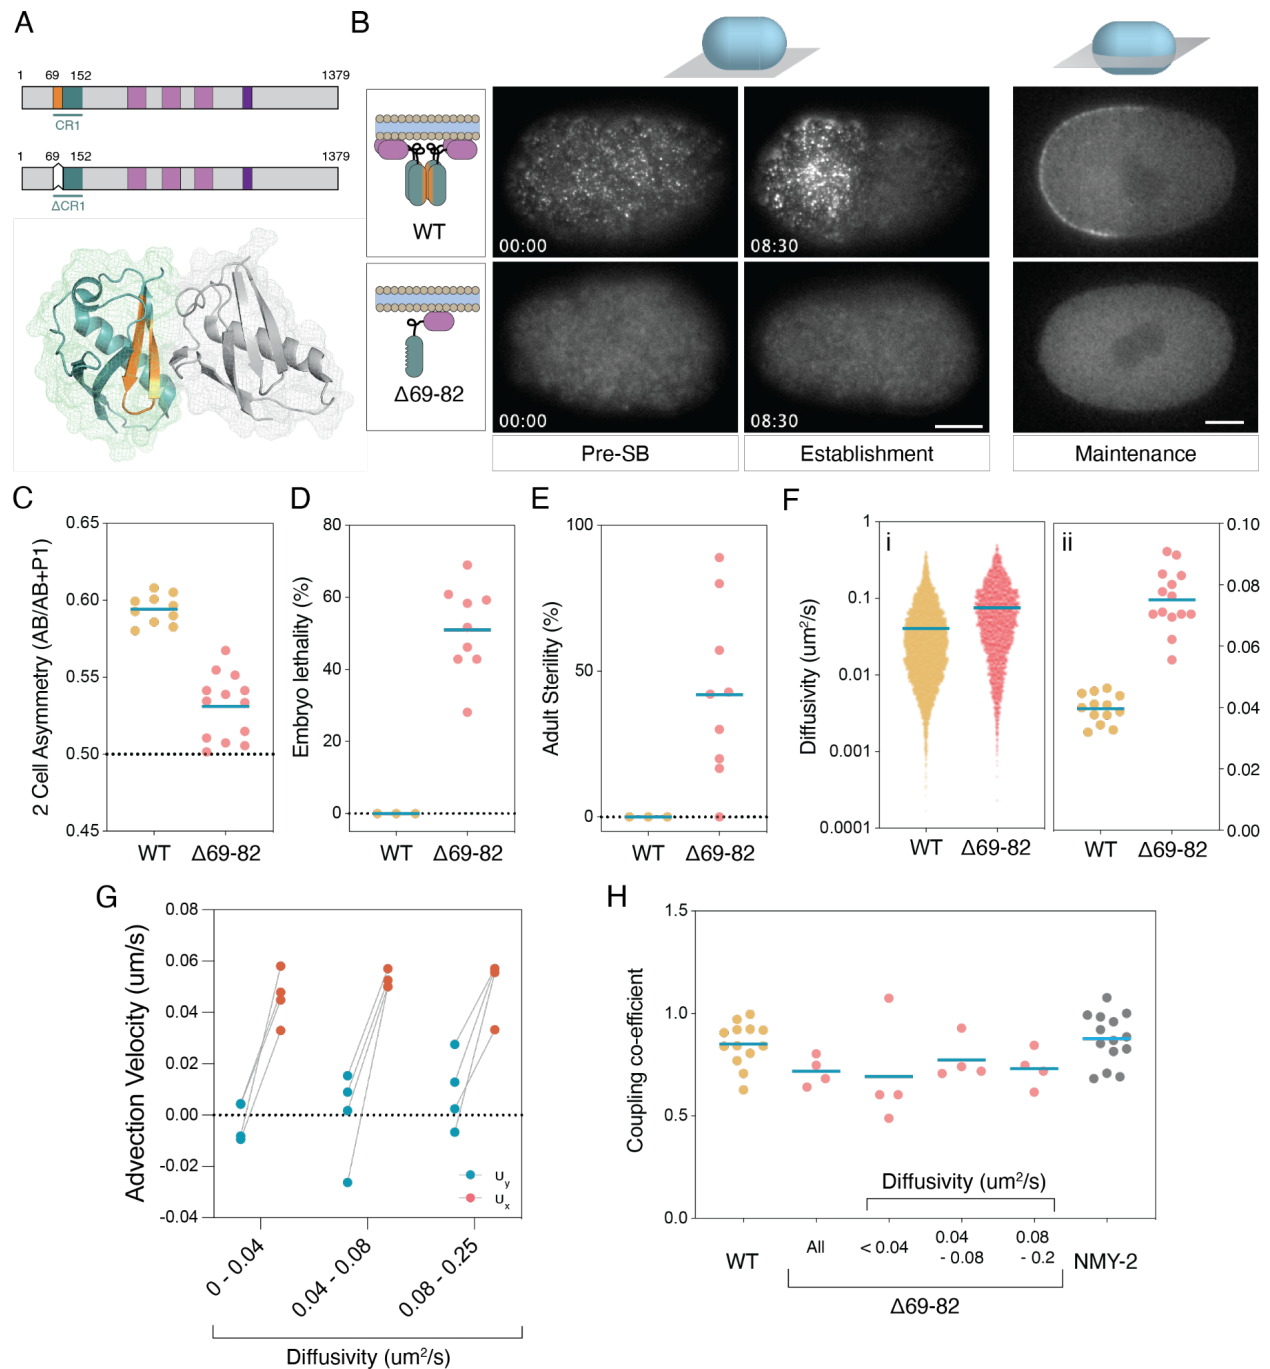 A
B
1 69 152 1379
CR1
1 69 152 1379
ΔCR1
WT
00:00
08:30
Δ69-82
00:00
08:30
Pre-SB
Establishment
Maintenance
C
2 Cell Asymmetry (AB/AB+P1)
0.65
0.60
0.55
0.50
0.45
WT Δ69-82
D
Embryo lethality (%)
80
60
40
20
0
WT Δ69-82
E
Adult Sterility (%)
100
50
0
WT Δ69-82
F
Diffusivity (um²/s)
1
0.1
0.01
0.001
0.0001
i
WT Δ69-82
ii
0.10
0.08
0.06
0.04
0.02
0.00
WT Δ69-82
G
Advection Velocity (um/s)
0.08
0.06
0.04
0.02
0.00
-0.02
-0.04
Uy
Ux
0 - 0.04
0.04 - 0.08
0.08 - 0.25
Diffusivity (um²/s)
H
Coupling co-efficient
1.5
1.0
0.5
0.0
Diffusivity (um²/s)
WT
All
< 0.04
0.04
- 0.08
0.08
- 0.2
NMY-2
Δ69-82